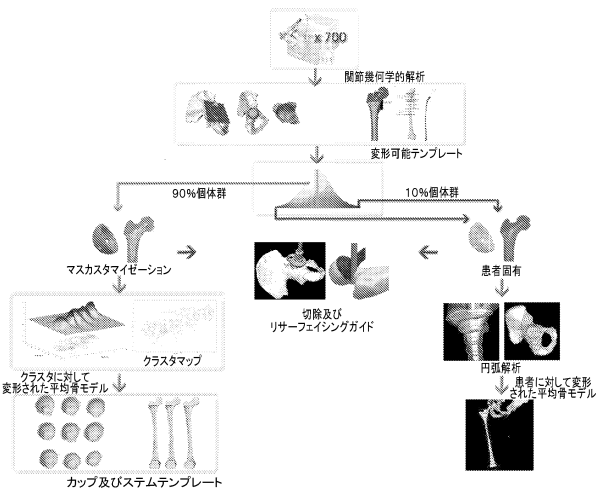 x 700
関節幾何学的解析
変形可能テンプレート
90%個体群
10%個体群
マスカスタマイゼーション
患者固有
切除及び
リサーフェイシングガイド
クラスタマップ
円弧解析
クラスタに対して
変形された平均骨モデル
患者に対して変形
された平均骨モデル
カップ及びステムテンプレート